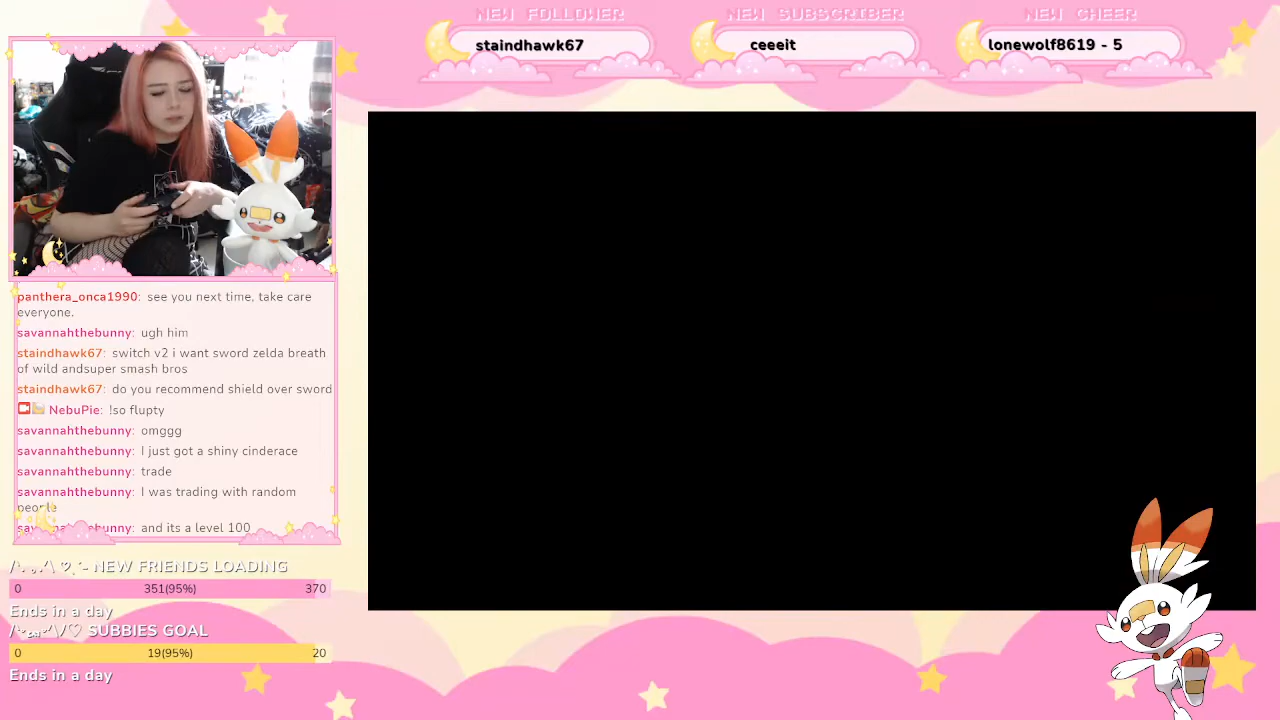 NEW FOLLOWER
staindhawk67
NEW SUBSCRIBER
ceeeit
NEW CHEER
lonewolf8619 - 5
panthera_onca1990: see you next time, take care
everyone.
savannahthebunny: ugh him
staindhawk67: switch v2 i want sword zelda breath
of wild andsuper smash bros
staindhawk67: do you recommend shield over sword
NebuPie: !so flupty
savannahthebunny: omggg
savannahthebunny: I just got a shiny cinderace
savannahthebunny: trade
savannahthebunny: I was trading with random
people
savannahthebunny: and its a level 100
NEW FRIENDS LOADING
0 351(95%) 370
Ends in a day
SUBBIES GOAL
0 19(95%) 20
Ends in a day